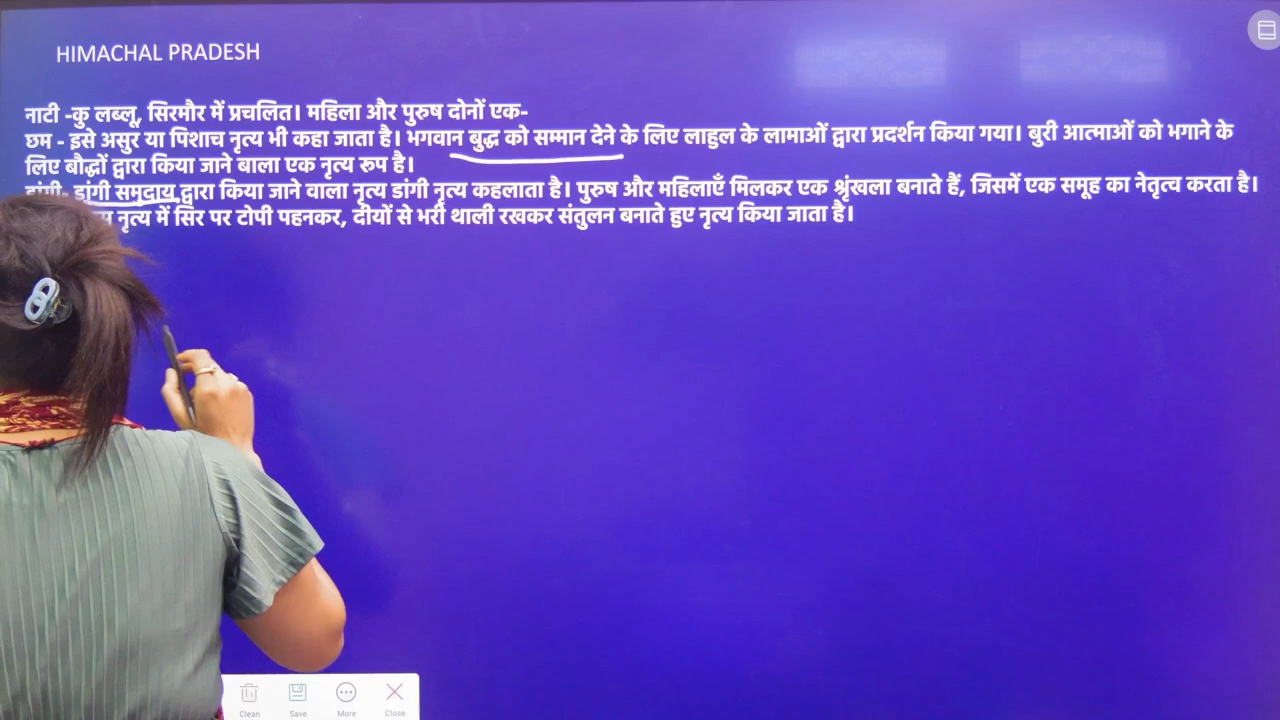 HIMACHAL PRADESH
नाटी -कु लब्लू, सिरमौर में प्रचलित। महिला और पुरुष दोनों एक-
छम - इसे असुर या पिशाच नृत्य भी कहा जाता है। भगवान बुद्ध को सम्मान देने के लिए लाहुल के लामाओं द्वारा प्रदर्शन किया गया। बुरी आत्माओं को भगाने के
लिए बौद्धों द्वारा किया जाने बाला एक नृत्य रूप है।
डांगी- डांगी समुदाय द्वारा किया जाने वाला नृत्य डांगी नृत्य कहलाता है। पुरुष और महिलाएँ मिलकर एक श्रृंखला बनाते हैं, जिसमें एक समूह का नेतृत्व करता है।
नृत्य में सिर पर टोपी पहनकर, दीयों से भरी थाली रखकर संतुलन बनाते हुए नृत्य किया जाता है।
Clean Save More Close